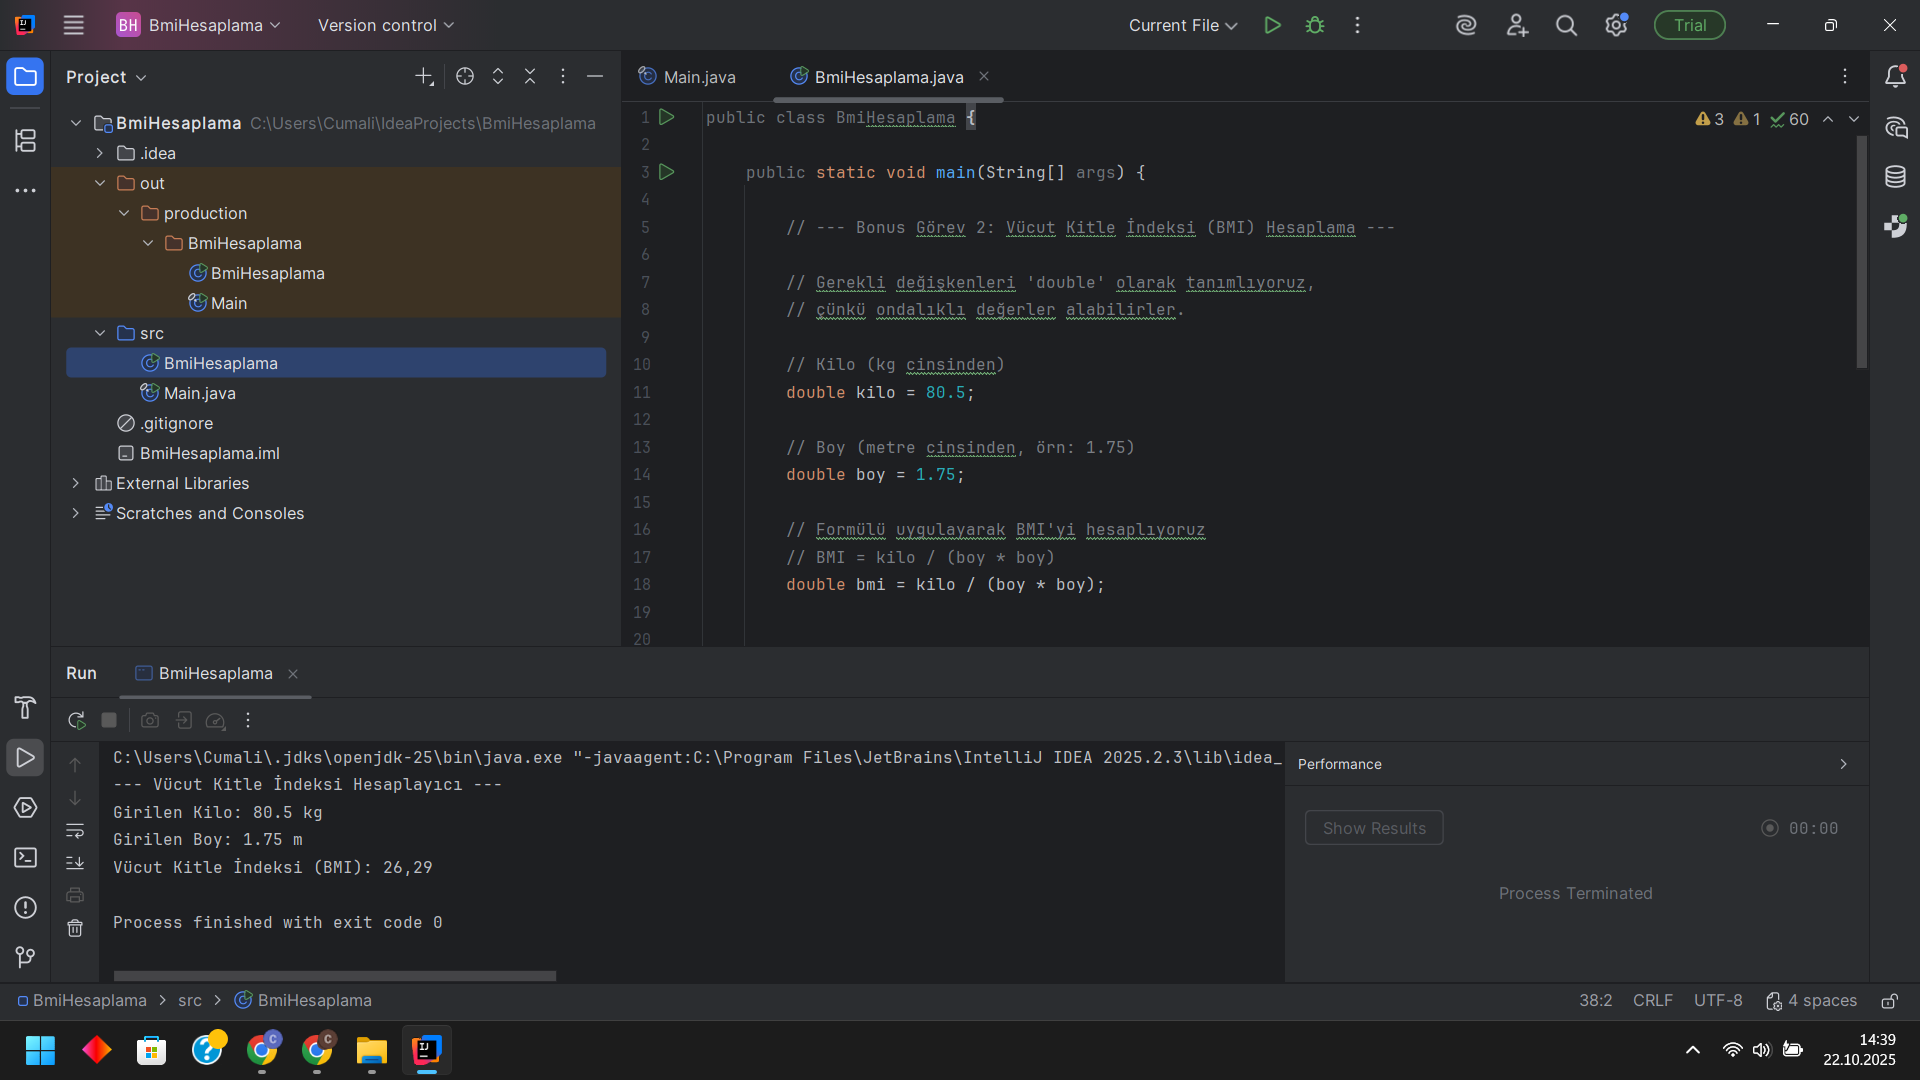 BH BmiHesaplama Version control Current File Trial
Project
Main.java BmiHesaplama.java
BmiHesaplama C:\Users\Cumali\IdeaProjects\BmiHesaplama
.idea
out
production
BmiHesaplama
BmiHesaplama
Main
src
BmiHesaplama
Main.java
.gitignore
BmiHesaplama.iml
External Libraries
Scratches and Consoles
3 1 60
1 public class BmiHesaplama {
2
3 public static void main(String[] args) {
4
5 // --- Bonus Görev 2: Vücut Kitle İndeksi (BMI) Hesaplama ---
6
7 // Gerekli değişkenleri 'double' olarak tanımlıyoruz,
8 // çünkü ondalıklı değerler alabilirler.
9
10 // Kilo (kg cinsinden)
11 double kilo = 80.5;
12
13 // Boy (metre cinsinden, örn: 1.75)
14 double boy = 1.75;
15
16 // Formülü uygulayarak BMI'yi hesaplıyoruz
17 // BMI = kilo / (boy * boy)
18 double bmi = kilo / (boy * boy);
19
20
Run BmiHesaplama
C:\Users\Cumali\.jdks\openjdk-25\bin\java.exe "-javaagent:C:\Program Files\JetBrains\IntelliJ IDEA 2025.2.3\lib\idea_
--- Vücut Kitle İndeksi Hesaplayıcı ---
Girilen Kilo: 80.5 kg
Girilen Boy: 1.75 m
Vücut Kitle İndeksi (BMI): 26,29
Process finished with exit code 0
Performance
Show Results 00:00
Process Terminated
BmiHesaplama src BmiHesaplama 38:2 CRLF UTF-8 4 spaces
14:39
22.10.2025